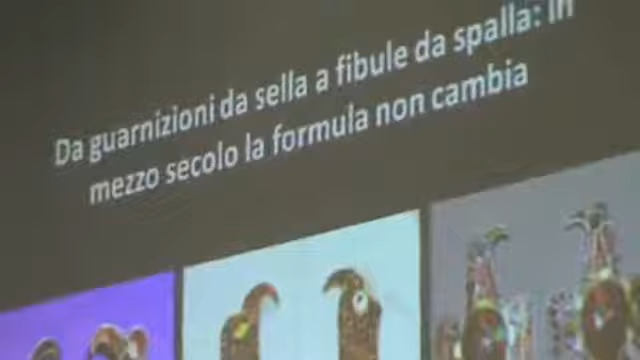 Da guarnizioni da sella a fibule da spalla: in
mezzo secolo la formula non cambia